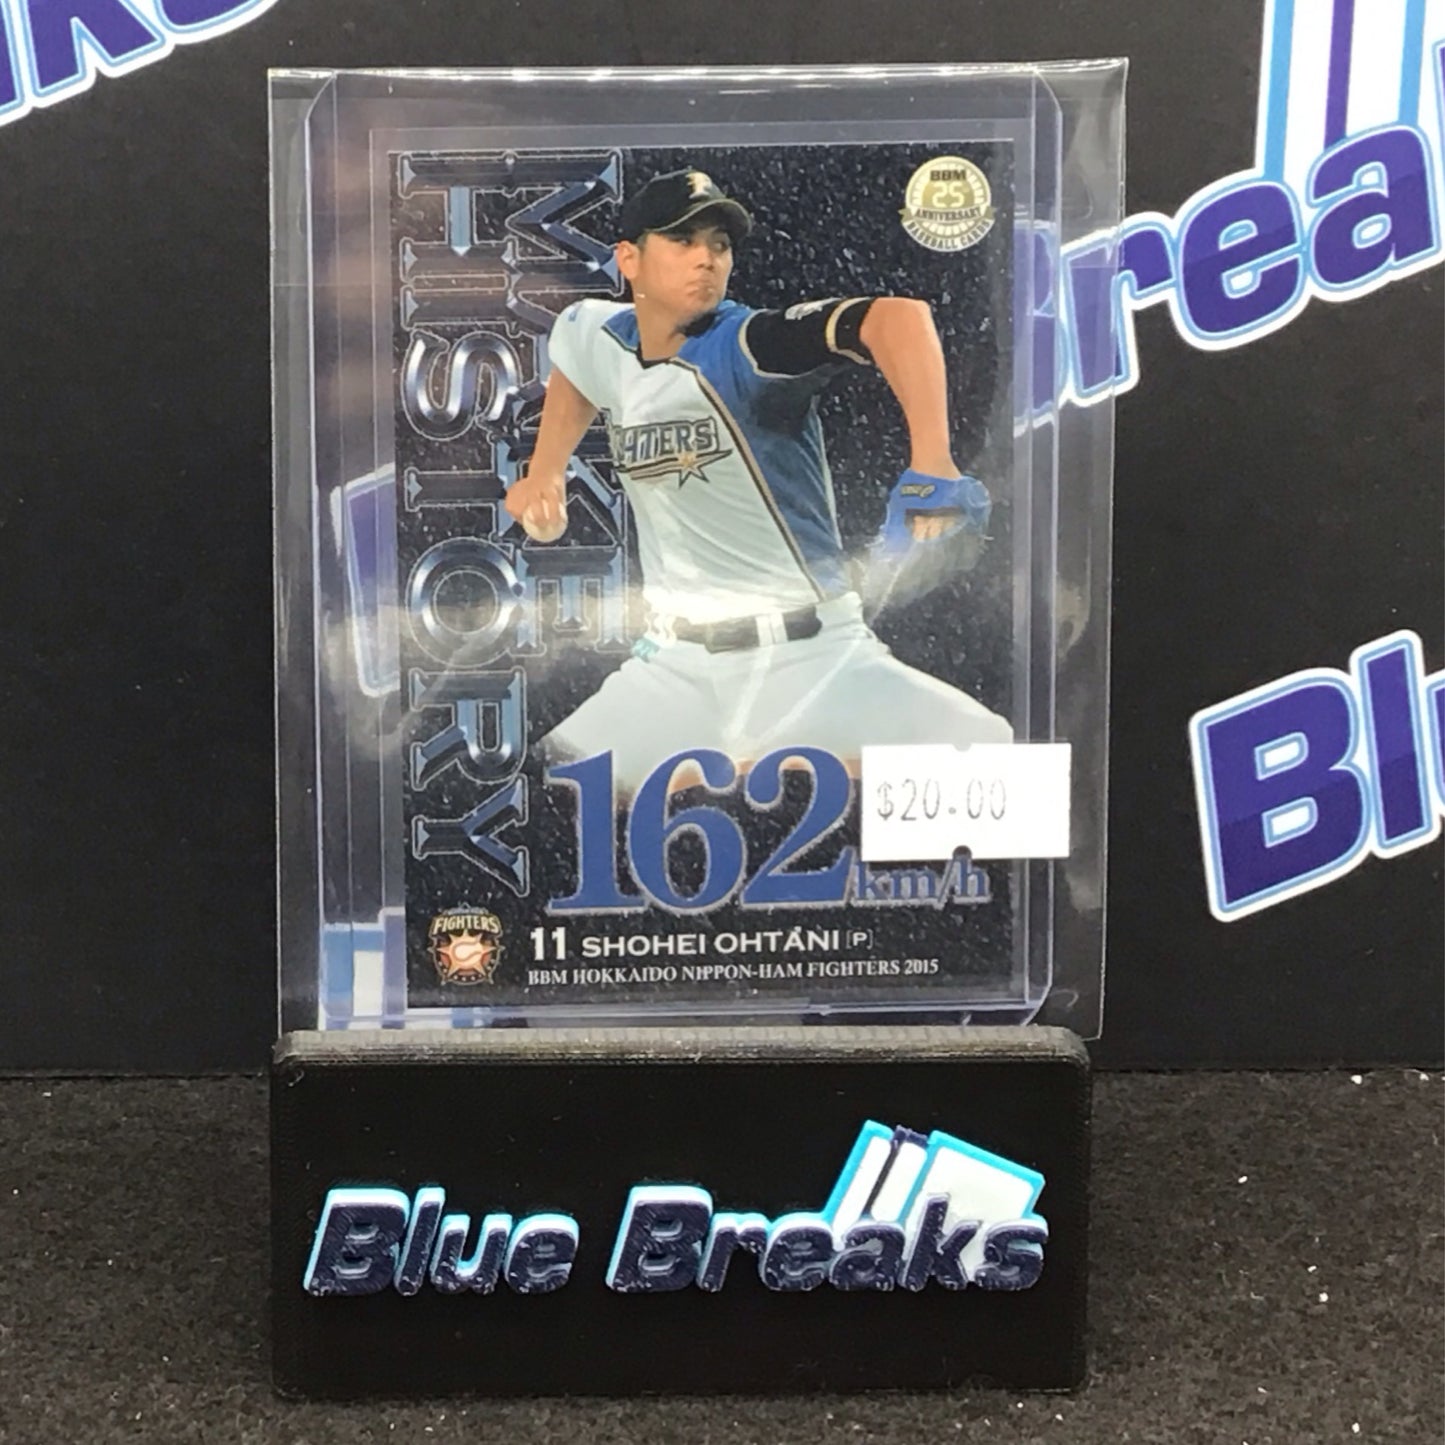 BBM
25
ANNIVERSARY
BASEBALL CARDS
HISTORY
FIGHTERS
162
km/h
$20.00
FIGHTERS
11 SHOHEI OHTANI [P]
BBM HOKKAIDO NIPPON-HAM FIGHTERS 2015
Blue Breaks